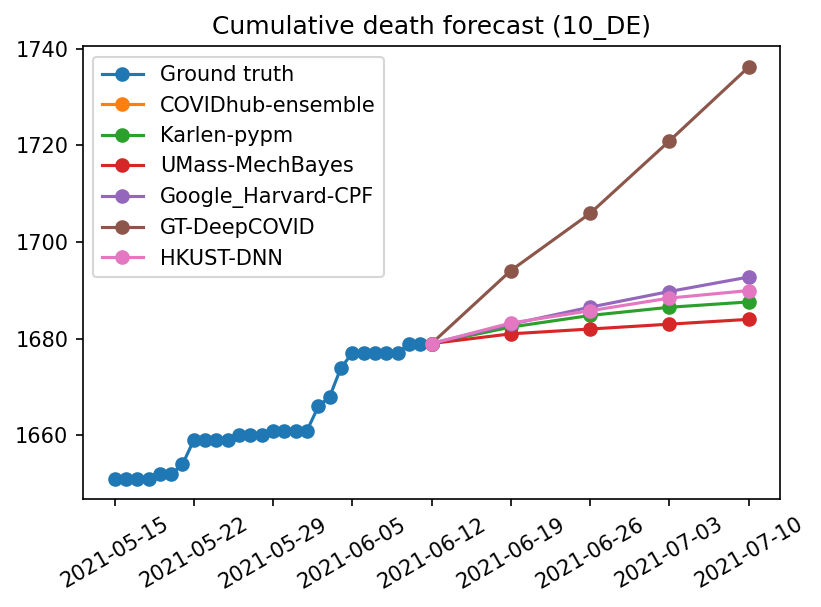 Cumulative death forecast (10_DE)
1740
1720
1700
1680
1660
Ground truth
COVIDhub-ensemble
Karlen-pypm
UMass-MechBayes
Google_Harvard-CPF
GT-DeepCOVID
HKUST-DNN
2021-05-15
2021-05-22
2021-05-29
2021-06-05
2021-06-12
2021-06-19
2021-06-26
2021-07-03
2021-07-10